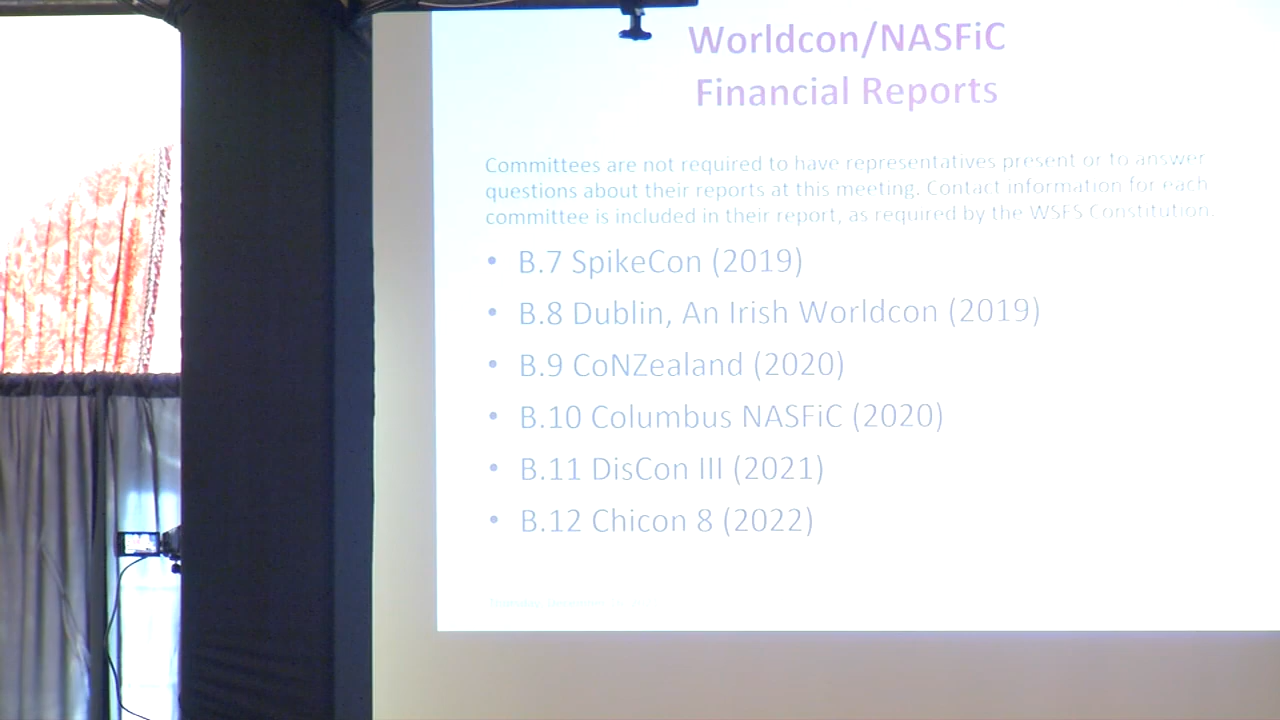 Worldcon/NASFiC
Financial Reports
Committees are not required to have representatives present or to answer
questions about their reports at this meeting. Contact information for each
committee is included in their report, as required by the WSFS Constitution.
• B.7 SpikeCon (2019)
• B.8 Dublin, An Irish Worldcon (2019)
• B.9 CoNZealand (2020)
• B.10 Columbus NASFiC (2020)
• B.11 DisCon III (2021)
• B.12 Chicon 8 (2022)